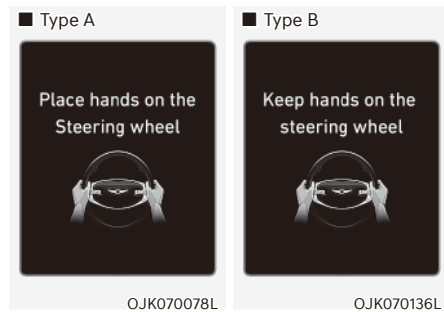 ■ Type A
Place hands on the
Steering wheel
OJK070078L
■ Type B
Keep hands on the
steering wheel
OJK070136L